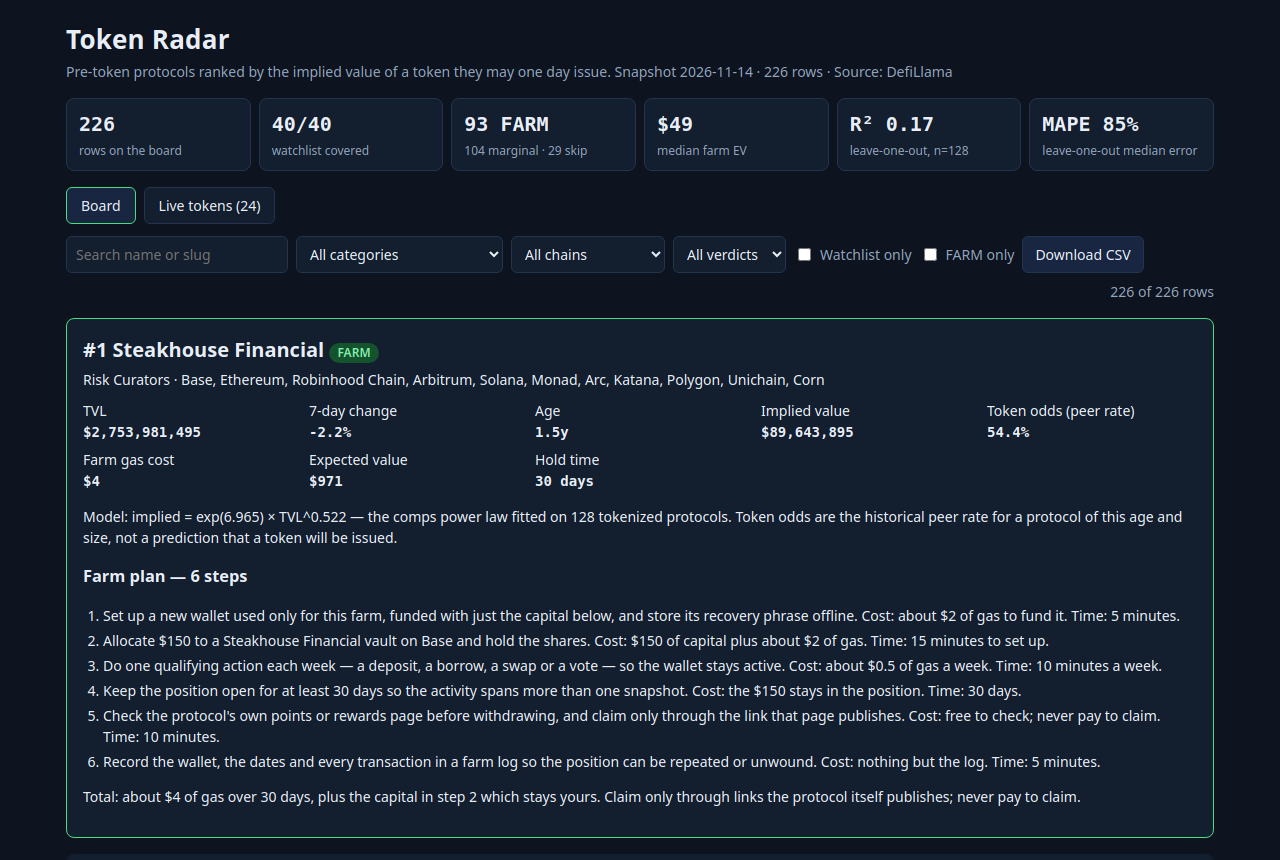 Token Radar
Pre-token protocols ranked by the implied value of a token they may one day issue. Snapshot 2026-11-14 · 226 rows · Source: DefiLlama
226
rows on the board
40/40
watchlist covered
93 FARM
104 marginal · 29 skip
$49
median farm EV
R² 0.17
leave-one-out, n=128
MAPE 85%
leave-one-out median error
Board
Live tokens (24)
Search name or slug
All categories
All chains
All verdicts
Watchlist only
FARM only
Download CSV
226 of 226 rows
#1 Steakhouse Financial FARM
Risk Curators · Base, Ethereum, Robinhood Chain, Arbitrum, Solana, Monad, Arc, Katana, Polygon, Unichain, Corn
TVL
$2,753,981,495
7-day change
-2.2%
Age
1.5y
Implied value
$89,643,895
Token odds (peer rate)
54.4%
Farm gas cost
$4
Expected value
$971
Hold time
30 days
Model: implied = exp(6.965) × TVL^0.522 — the comps power law fitted on 128 tokenized protocols. Token odds are the historical peer rate for a protocol of this age and
size, not a prediction that a token will be issued.
Farm plan — 6 steps
1. Set up a new wallet used only for this farm, funded with just the capital below, and store its recovery phrase offline. Cost: about $2 of gas to fund it. Time: 5 minutes.
2. Allocate $150 to a Steakhouse Financial vault on Base and hold the shares. Cost: $150 of capital plus about $2 of gas. Time: 15 minutes to set up.
3. Do one qualifying action each week — a deposit, a borrow, a swap or a vote — so the wallet stays active. Cost: about $0.5 of gas a week. Time: 10 minutes a week.
4. Keep the position open for at least 30 days so the activity spans more than one snapshot. Cost: the $150 stays in the position. Time: 30 days.
5. Check the protocol's own points or rewards page before withdrawing, and claim only through the link that page publishes. Cost: free to check; never pay to claim.
Time: 10 minutes.
6. Record the wallet, the dates and every transaction in a farm log so the position can be repeated or unwound. Cost: nothing but the log. Time: 5 minutes.
Total: about $4 of gas over 30 days, plus the capital in step 2 which stays yours. Claim only through links the protocol itself publishes; never pay to claim.